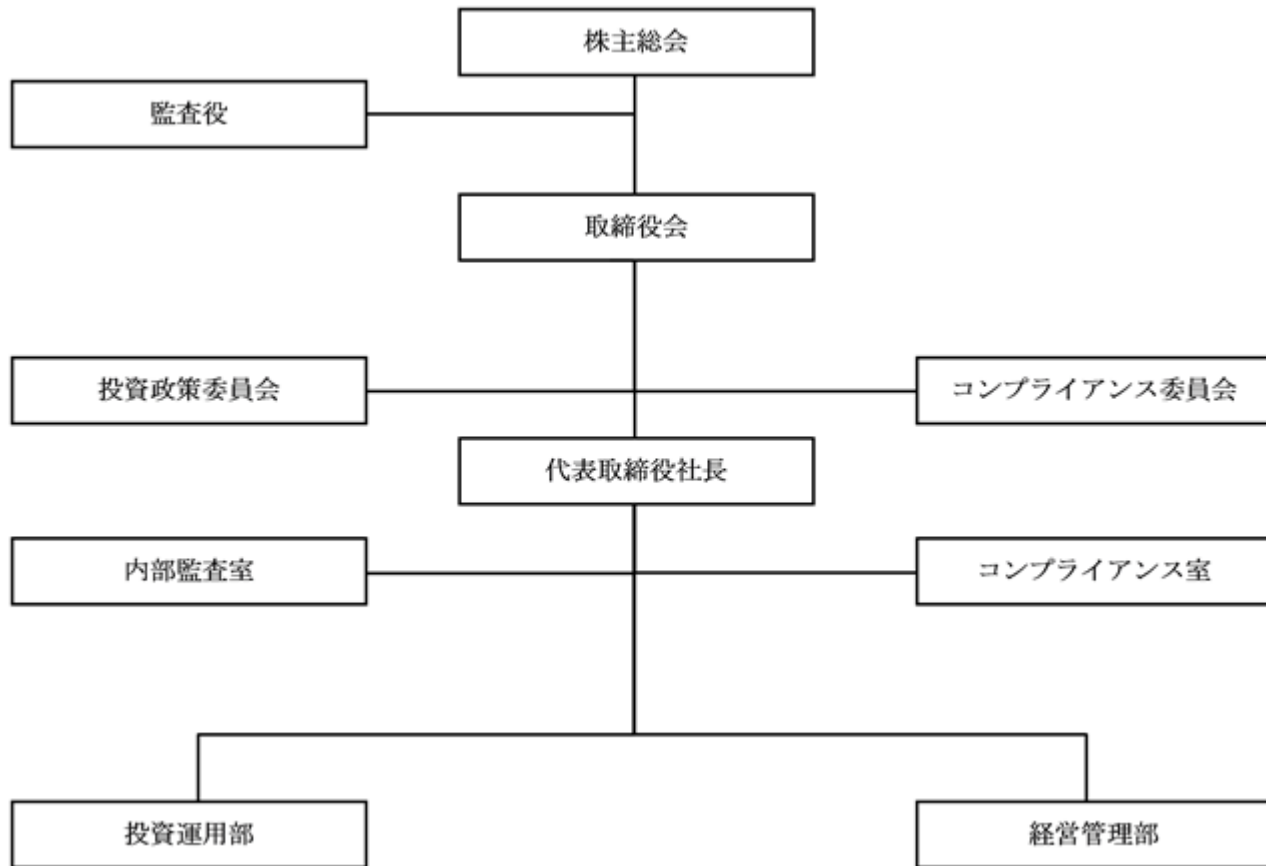 株主総会
監査役
取締役会
投資政策委員会
コンプライアンス委員会
代表取締役社長
内部監査室
コンプライアンス室
投資運用部
経営管理部